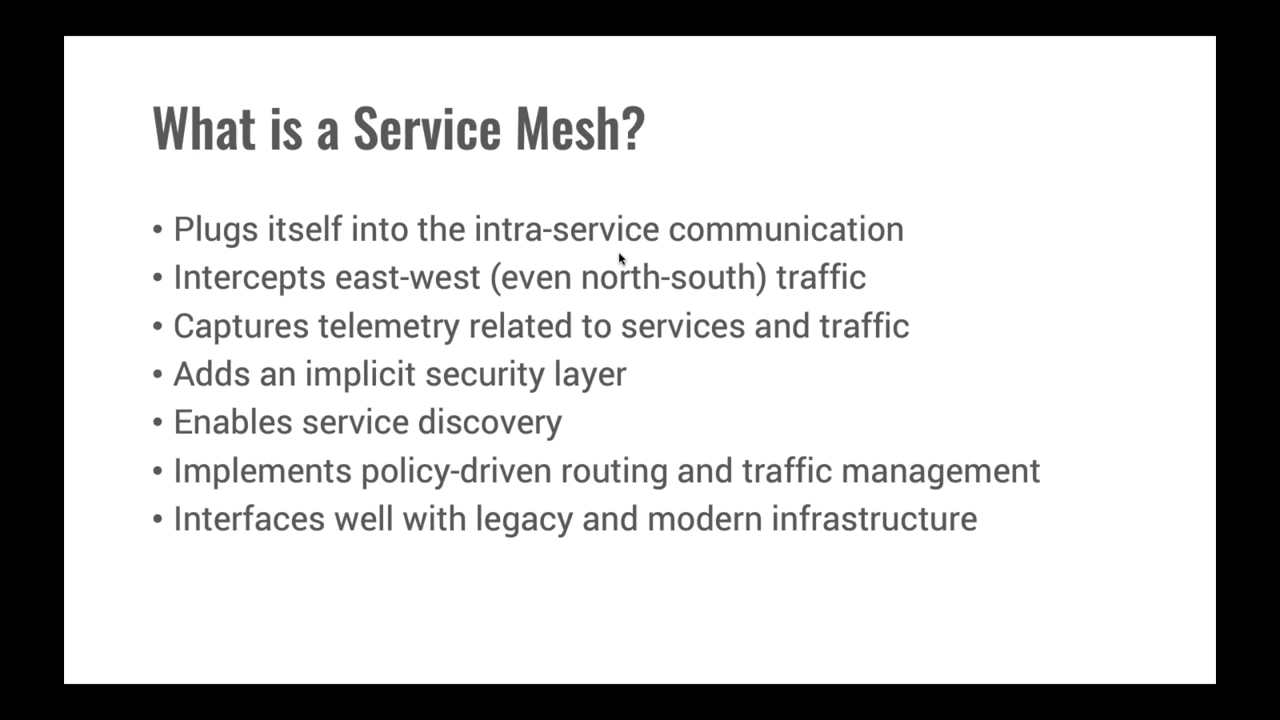 What is a Service Mesh?
• Plugs itself into the intra-service communication
• Intercepts east-west (even north-south) traffic
• Captures telemetry related to services and traffic
• Adds an implicit security layer
• Enables service discovery
• Implements policy-driven routing and traffic management
• Interfaces well with legacy and modern infrastructure